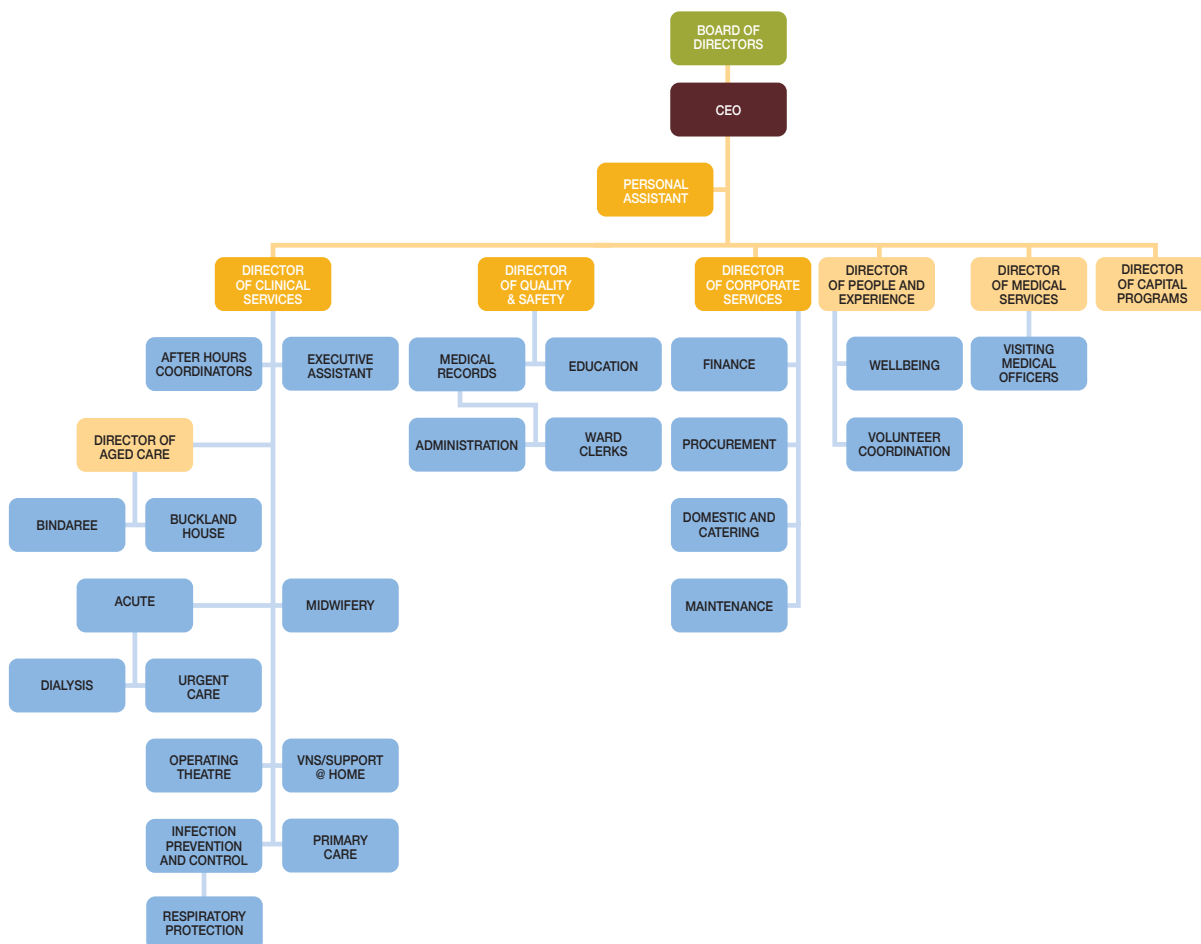 BOARD OF
DIRECTORS
CEO
PERSONAL
ASSISTANT
DIRECTOR
OF CLINICAL
SERVICES
DIRECTOR
OF QUALITY
& SAFETY
DIRECTOR
OF CORPORATE
SERVICES
DIRECTOR
OF PEOPLE AND
EXPERIENCE
DIRECTOR
OF MEDICAL
SERVICES
DIRECTOR
OF CAPITAL
PROGRAMS
AFTER HOURS
COORDINATORS
EXECUTIVE
ASSISTANT
MEDICAL
RECORDS
EDUCATION
FINANCE
WELLBEING
VISITING
MEDICAL
OFFICERS
DIRECTOR OF
AGED CARE
ADMINISTRATION
WARD
CLERKS
PROCUREMENT
VOLUNTEER
COORDINATION
BINDAREE
BUCKLAND
HOUSE
DOMESTIC AND
CATERING
ACUTE
MIDWIFERY
MAINTENANCE
DIALYSIS
URGENT
CARE
OPERATING
THEATRE
VNS/SUPPORT
@ HOME
INFECTION
PREVENTION
AND CONTROL
PRIMARY
CARE
RESPIRATORY
PROTECTION